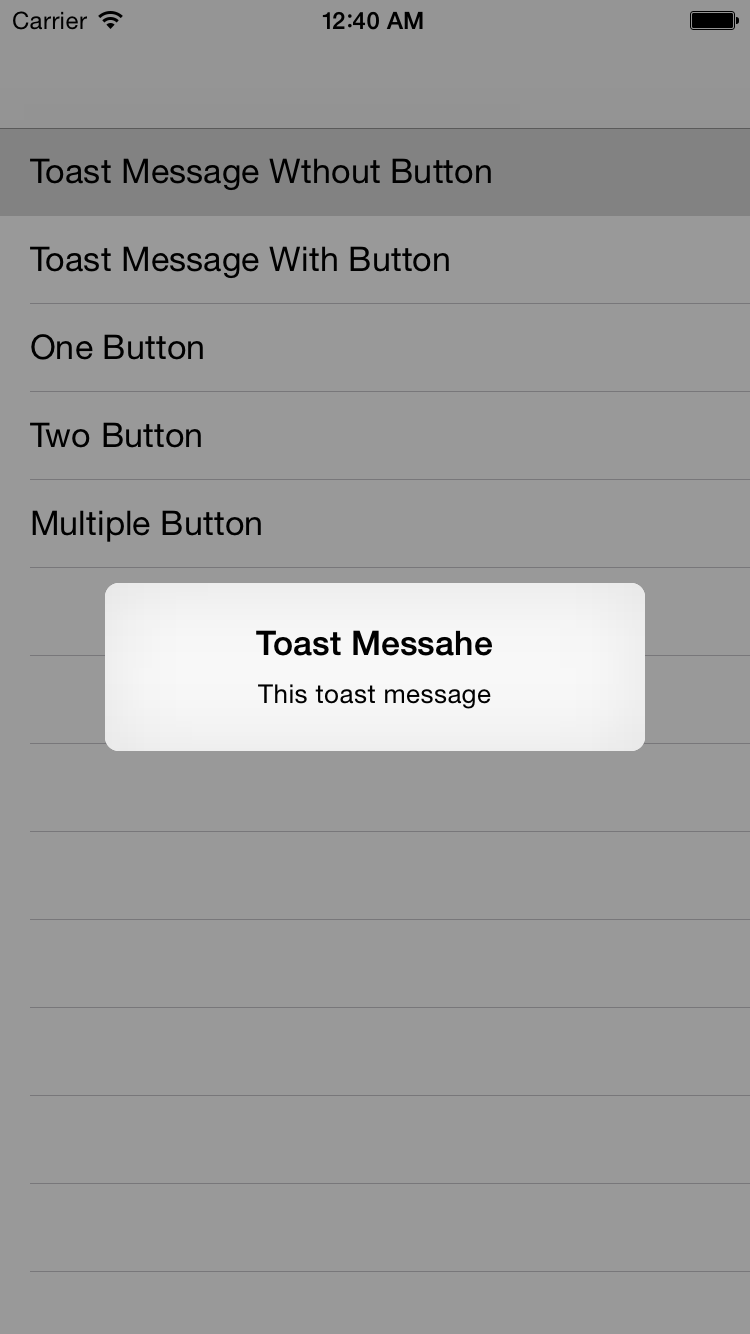 Carrier 12:40 AM
Toast Message Wthout Button
Toast Message With Button
One Button
Two Button
Multiple Button
Toast Messahe
This toast message